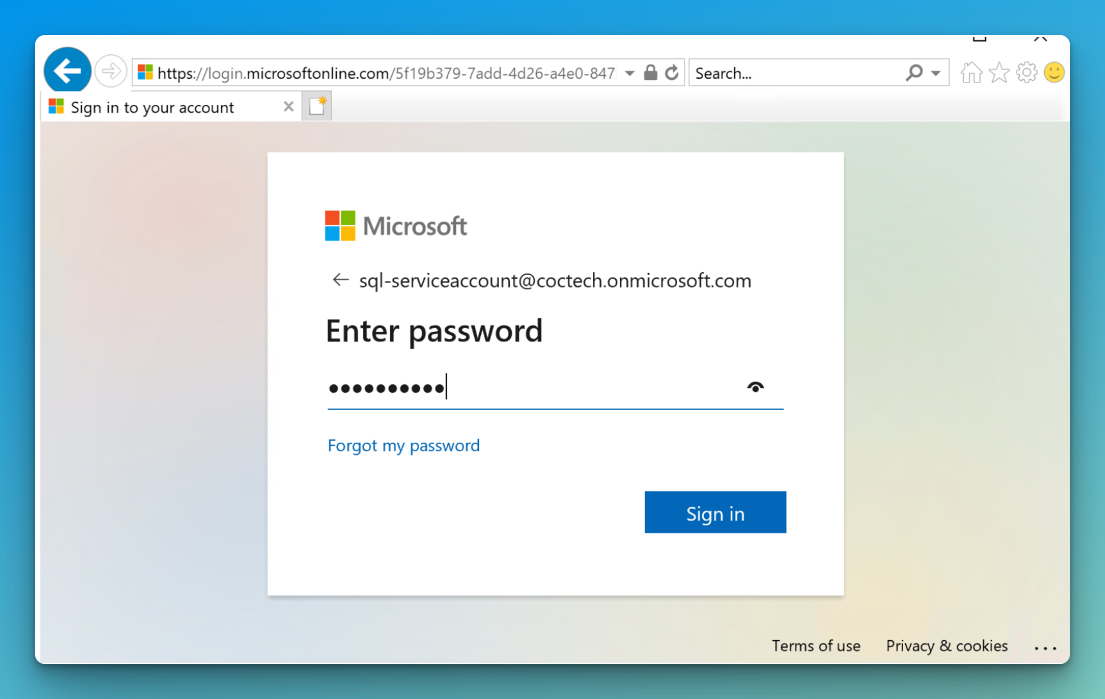 https://login.microsoftonline.com/5f19b379-7add-4d26-a4e0-847
Search...
Sign in to your account
Microsoft
sql-serviceaccount@coctech.onmicrosoft.com
Enter password
Forgot my password
Sign in
Terms of use
Privacy & cookies
...